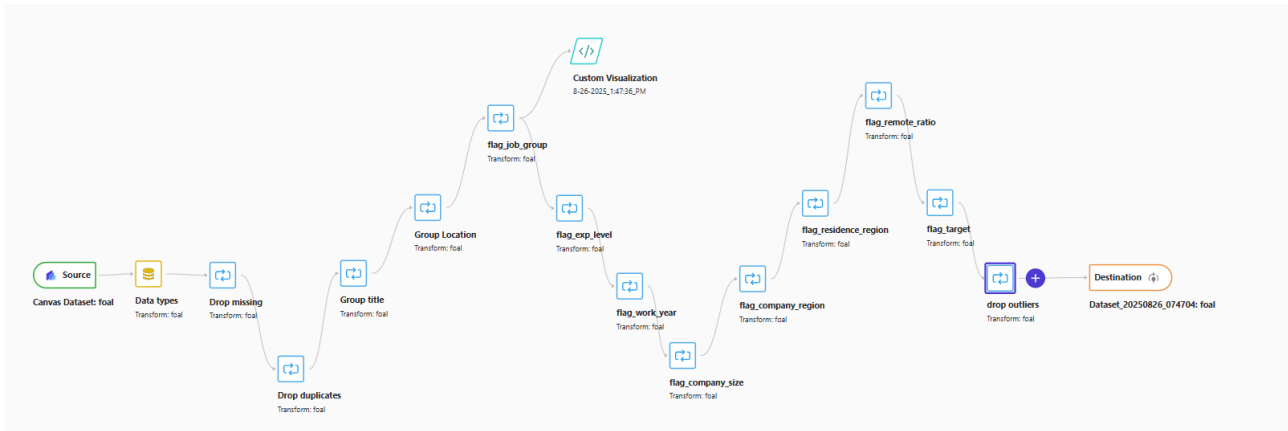 Source
Canvas Dataset: foal
Data types
Transform: foal
Drop missing
Transform: foal
Drop duplicates
Transform: foal
Group title
Transform: foal
Group Location
Transform: foal
flag_job_group
Transform: foal
</>
Custom Visualization
8-26-2025_1:47:36_PM
flag_exp_level
Transform: foal
flag_work_year
Transform: foal
flag_company_size
Transform: foal
flag_company_region
Transform: foal
flag_residence_region
Transform: foal
flag_remote_ratio
Transform: foal
flag_target
Transform: foal
drop outliers
Transform: foal
Destination
Dataset_20250826_074704: foal